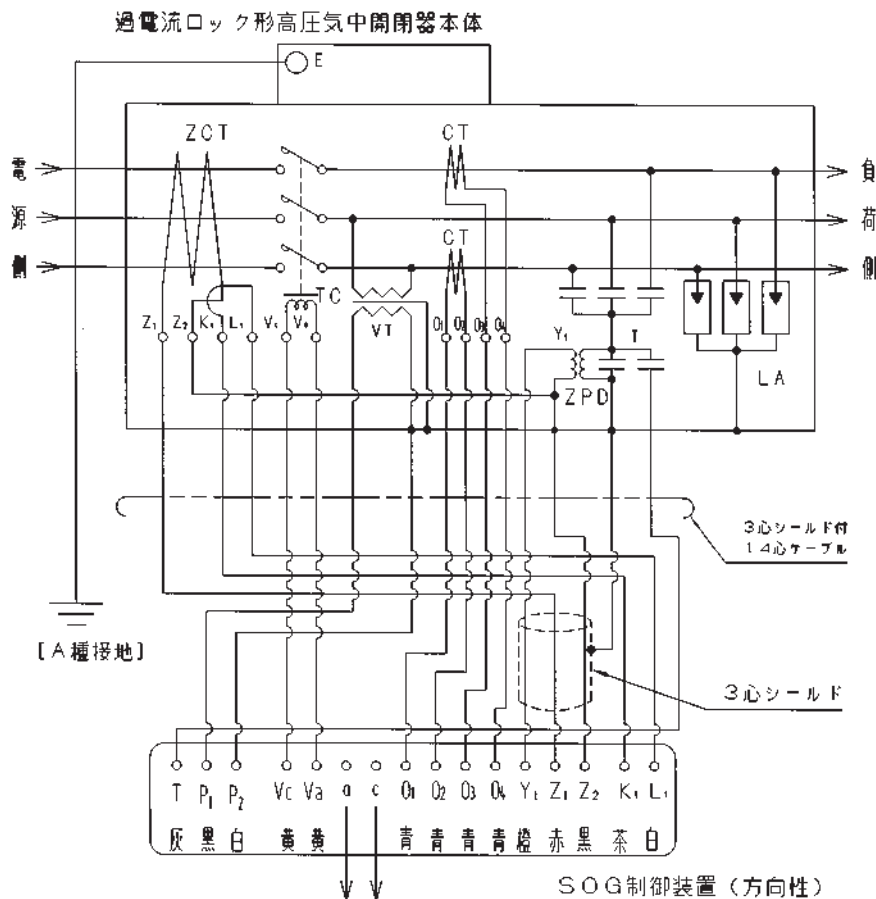 過電流ロック形高圧気中開閉器本体
E
ZCT
CT
電
源
側
負
荷
側
CT
TC
VT
Z₁ Z₂ K₁ L₁ Vc Va
O₁ O₂ O₃ O₄
Y₁
T
ZPD
LA
3心シールド付
14心ケーブル
[A種接地]
3心シールド
T P₁ P₂ Vc Va a c O₁ O₂ O₃ O₄ Y₁ Z₁ Z₂ K₁ L₁
灰 黒 白 黄 黄 青 青 青 青 橙 赤 黒 茶 白
SOG制御装置(方向性)